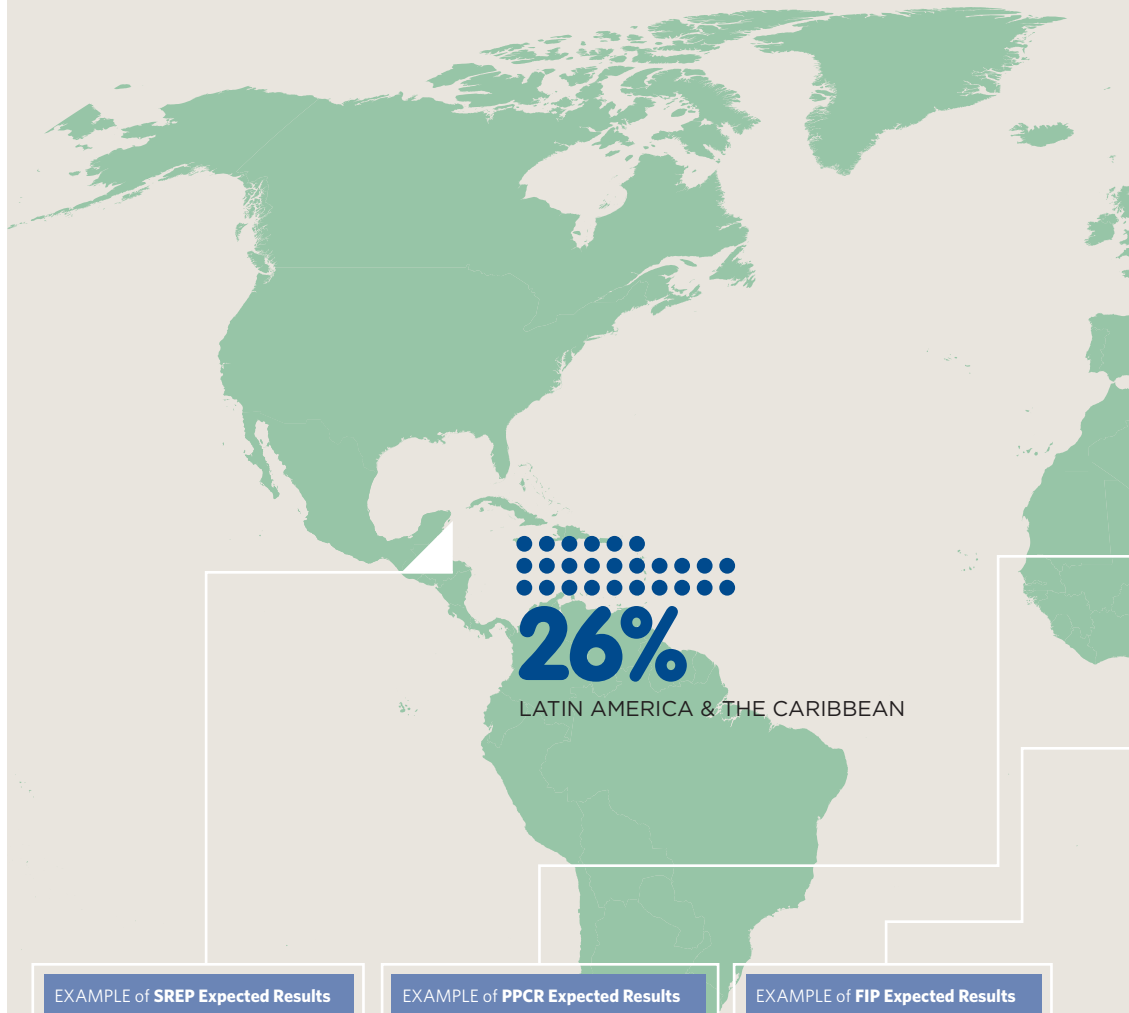 26%
LATIN AMERICA & THE CARIBBEAN
EXAMPLE of SREP Expected Results
EXAMPLE of PPCR Expected Results
EXAMPLE of FIP Expected Results